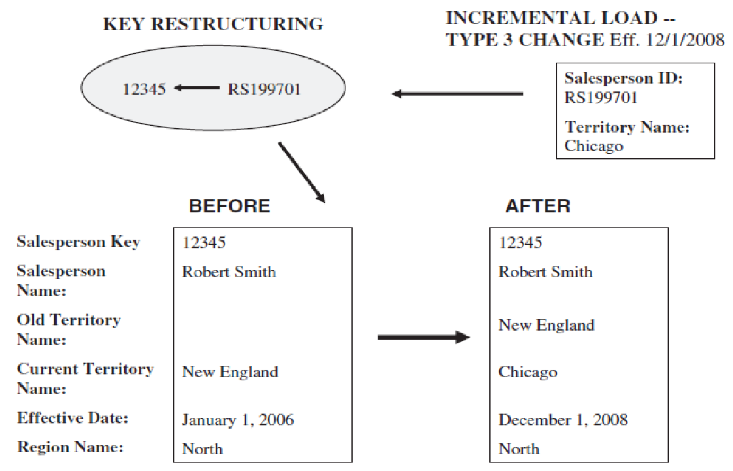 KEY RESTRUCTURING
INCREMENTAL LOAD --
TYPE 3 CHANGE Eff. 12/1/2008
12345
RS199701
Salesperson ID:
RS199701
Territory Name:
Chicago
BEFORE
AFTER
Salesperson Key
12345
12345
Salesperson
Name:
Robert Smith
Robert Smith
Old Territory
Name:
New England
Current Territory
Name:
New England
Chicago
Effective Date:
January 1, 2006
December 1, 2008
Region Name:
North
North